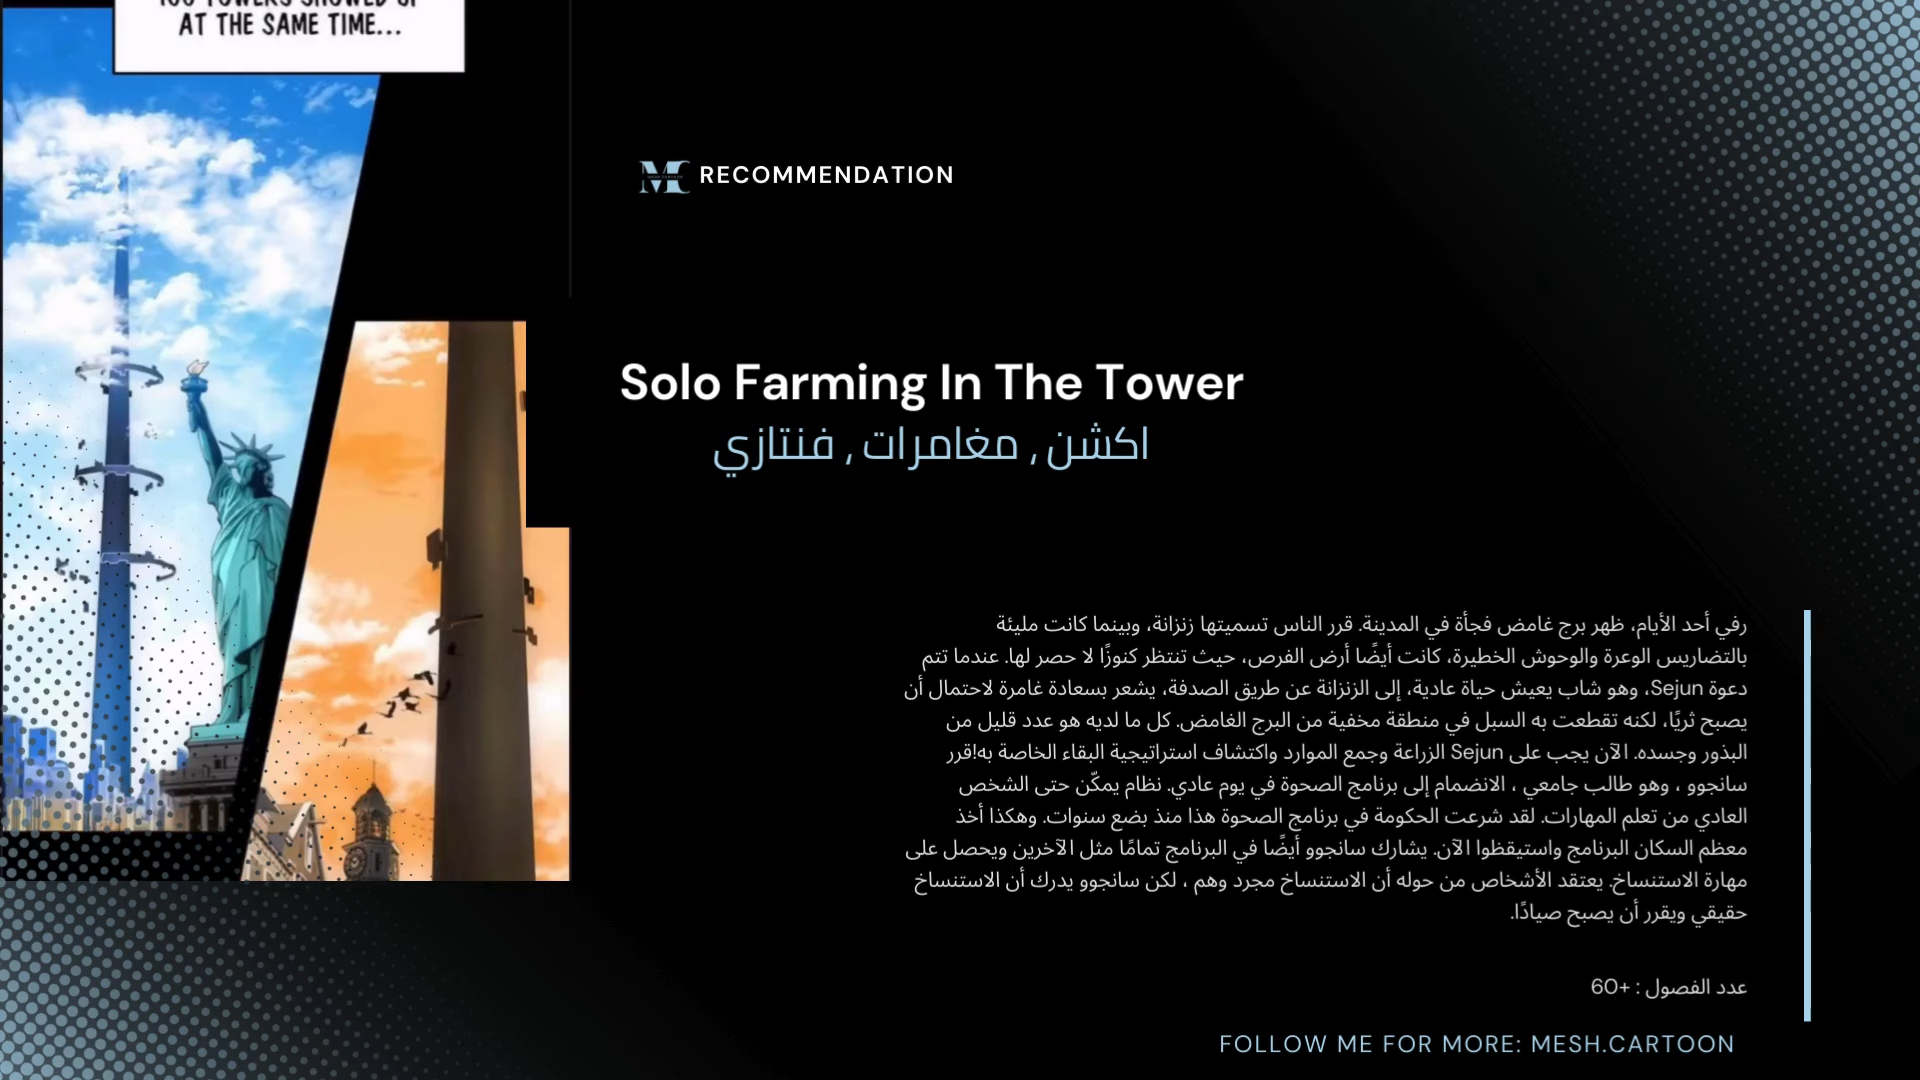 AT THE SAME TIME...
RECOMMENDATION
Solo Farming In The Tower
اكشن , مغامرات , فنتازي
رفي أحد الأيام، ظهر برج غامض فجأة في المدينة. قرر الناس تسميتها زنزانة، وبينما كانت مليئة
بالتضاريس الوعرة والوحوش الخطيرة، كانت أيضًا أرض الفرص، حيث تنتظر كنوزًا لا حصر لها. عندما تتم
دعوة Sejun، وهو شاب يعيش حياة عادية، إلى الزنزانة عن طريق الصدفة، يشعر بسعادة غامرة لاحتمال أن
يصبح ثريًا، لكنه تقطعت به السبل في منطقة مخفية من البرج الغامض. كل ما لديه هو عدد قليل من
البذور وجسده. الآن يجب على Sejun الزراعة وجمع الموارد واكتشاف استراتيجية البقاء الخاصة به!قرر
سانجوو ، وهو طالب جامعي ، الانضمام إلى برنامج الصحوة في يوم عادي. نظام يمكّن حتى الشخص
العادي من تعلم المهارات. لقد شرعت الحكومة في برنامج الصحوة هذا منذ بضع سنوات. وهكذا أخذ
معظم السكان البرنامج واستيقظوا الآن. يشارك سانجوو أيضًا في البرنامج تمامًا مثل الآخرين ويحصل على
مهارة الاستنساخ. يعتقد الأشخاص من حوله أن الاستنساخ مجرد وهم ، لكن سانجوو يدرك أن الاستنساخ
حقيقي ويقرر أن يصبح صيادًا.
عدد الفصول : +60
FOLLOW ME FOR MORE: MESH.CARTOON